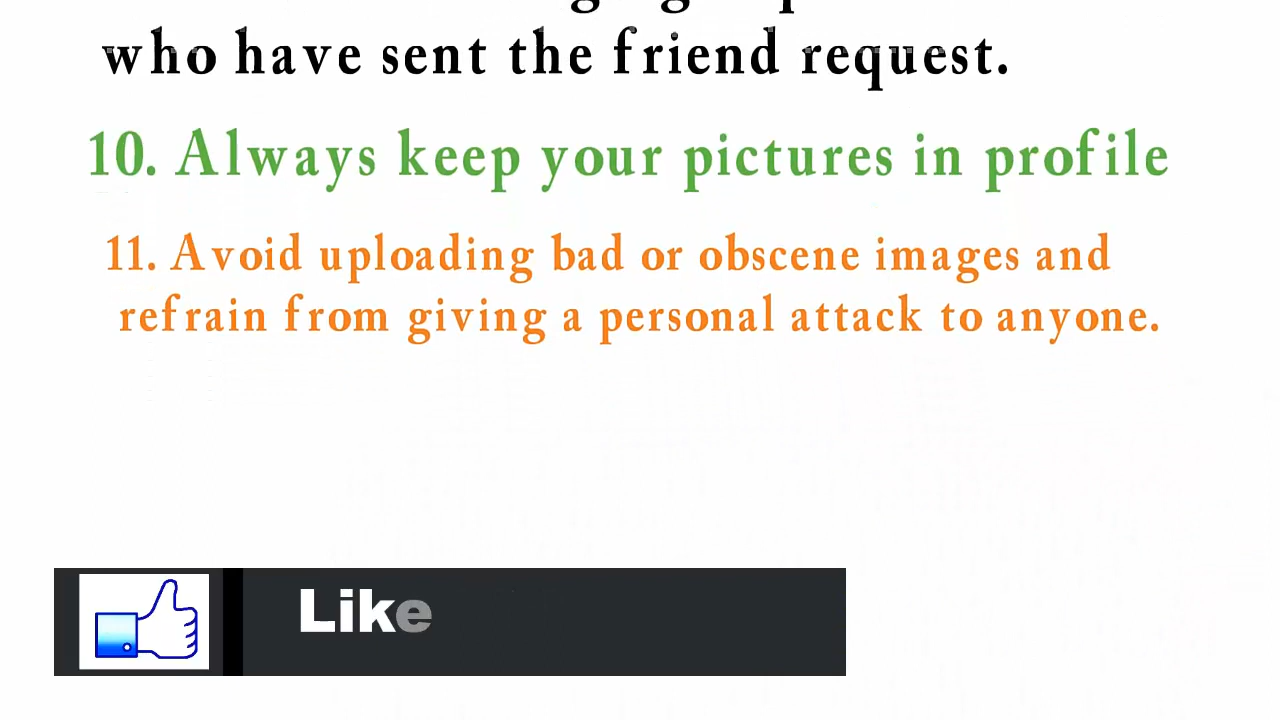 who have sent the friend request.
10. Always keep your pictures in profile
11. Avoid uploading bad or obscene images and
refrain from giving a personal attack to anyone.
Like